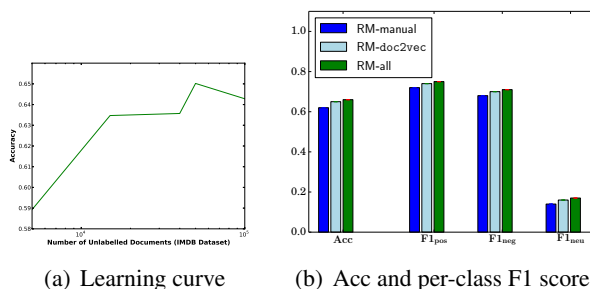 0.65
0.64
0.63
0.62
0.61
0.60
0.59
0.58
10⁴
10⁵
Accuracy
Number of Unlabelled Documents (IMDB Dataset)
(a) Learning curve
1.0
0.8
0.6
0.4
0.2
0.0
RM-manual
RM-doc2vec
RM-all
Acc
F1pos
F1neg
F1neu
(b) Acc and per-class F1 score